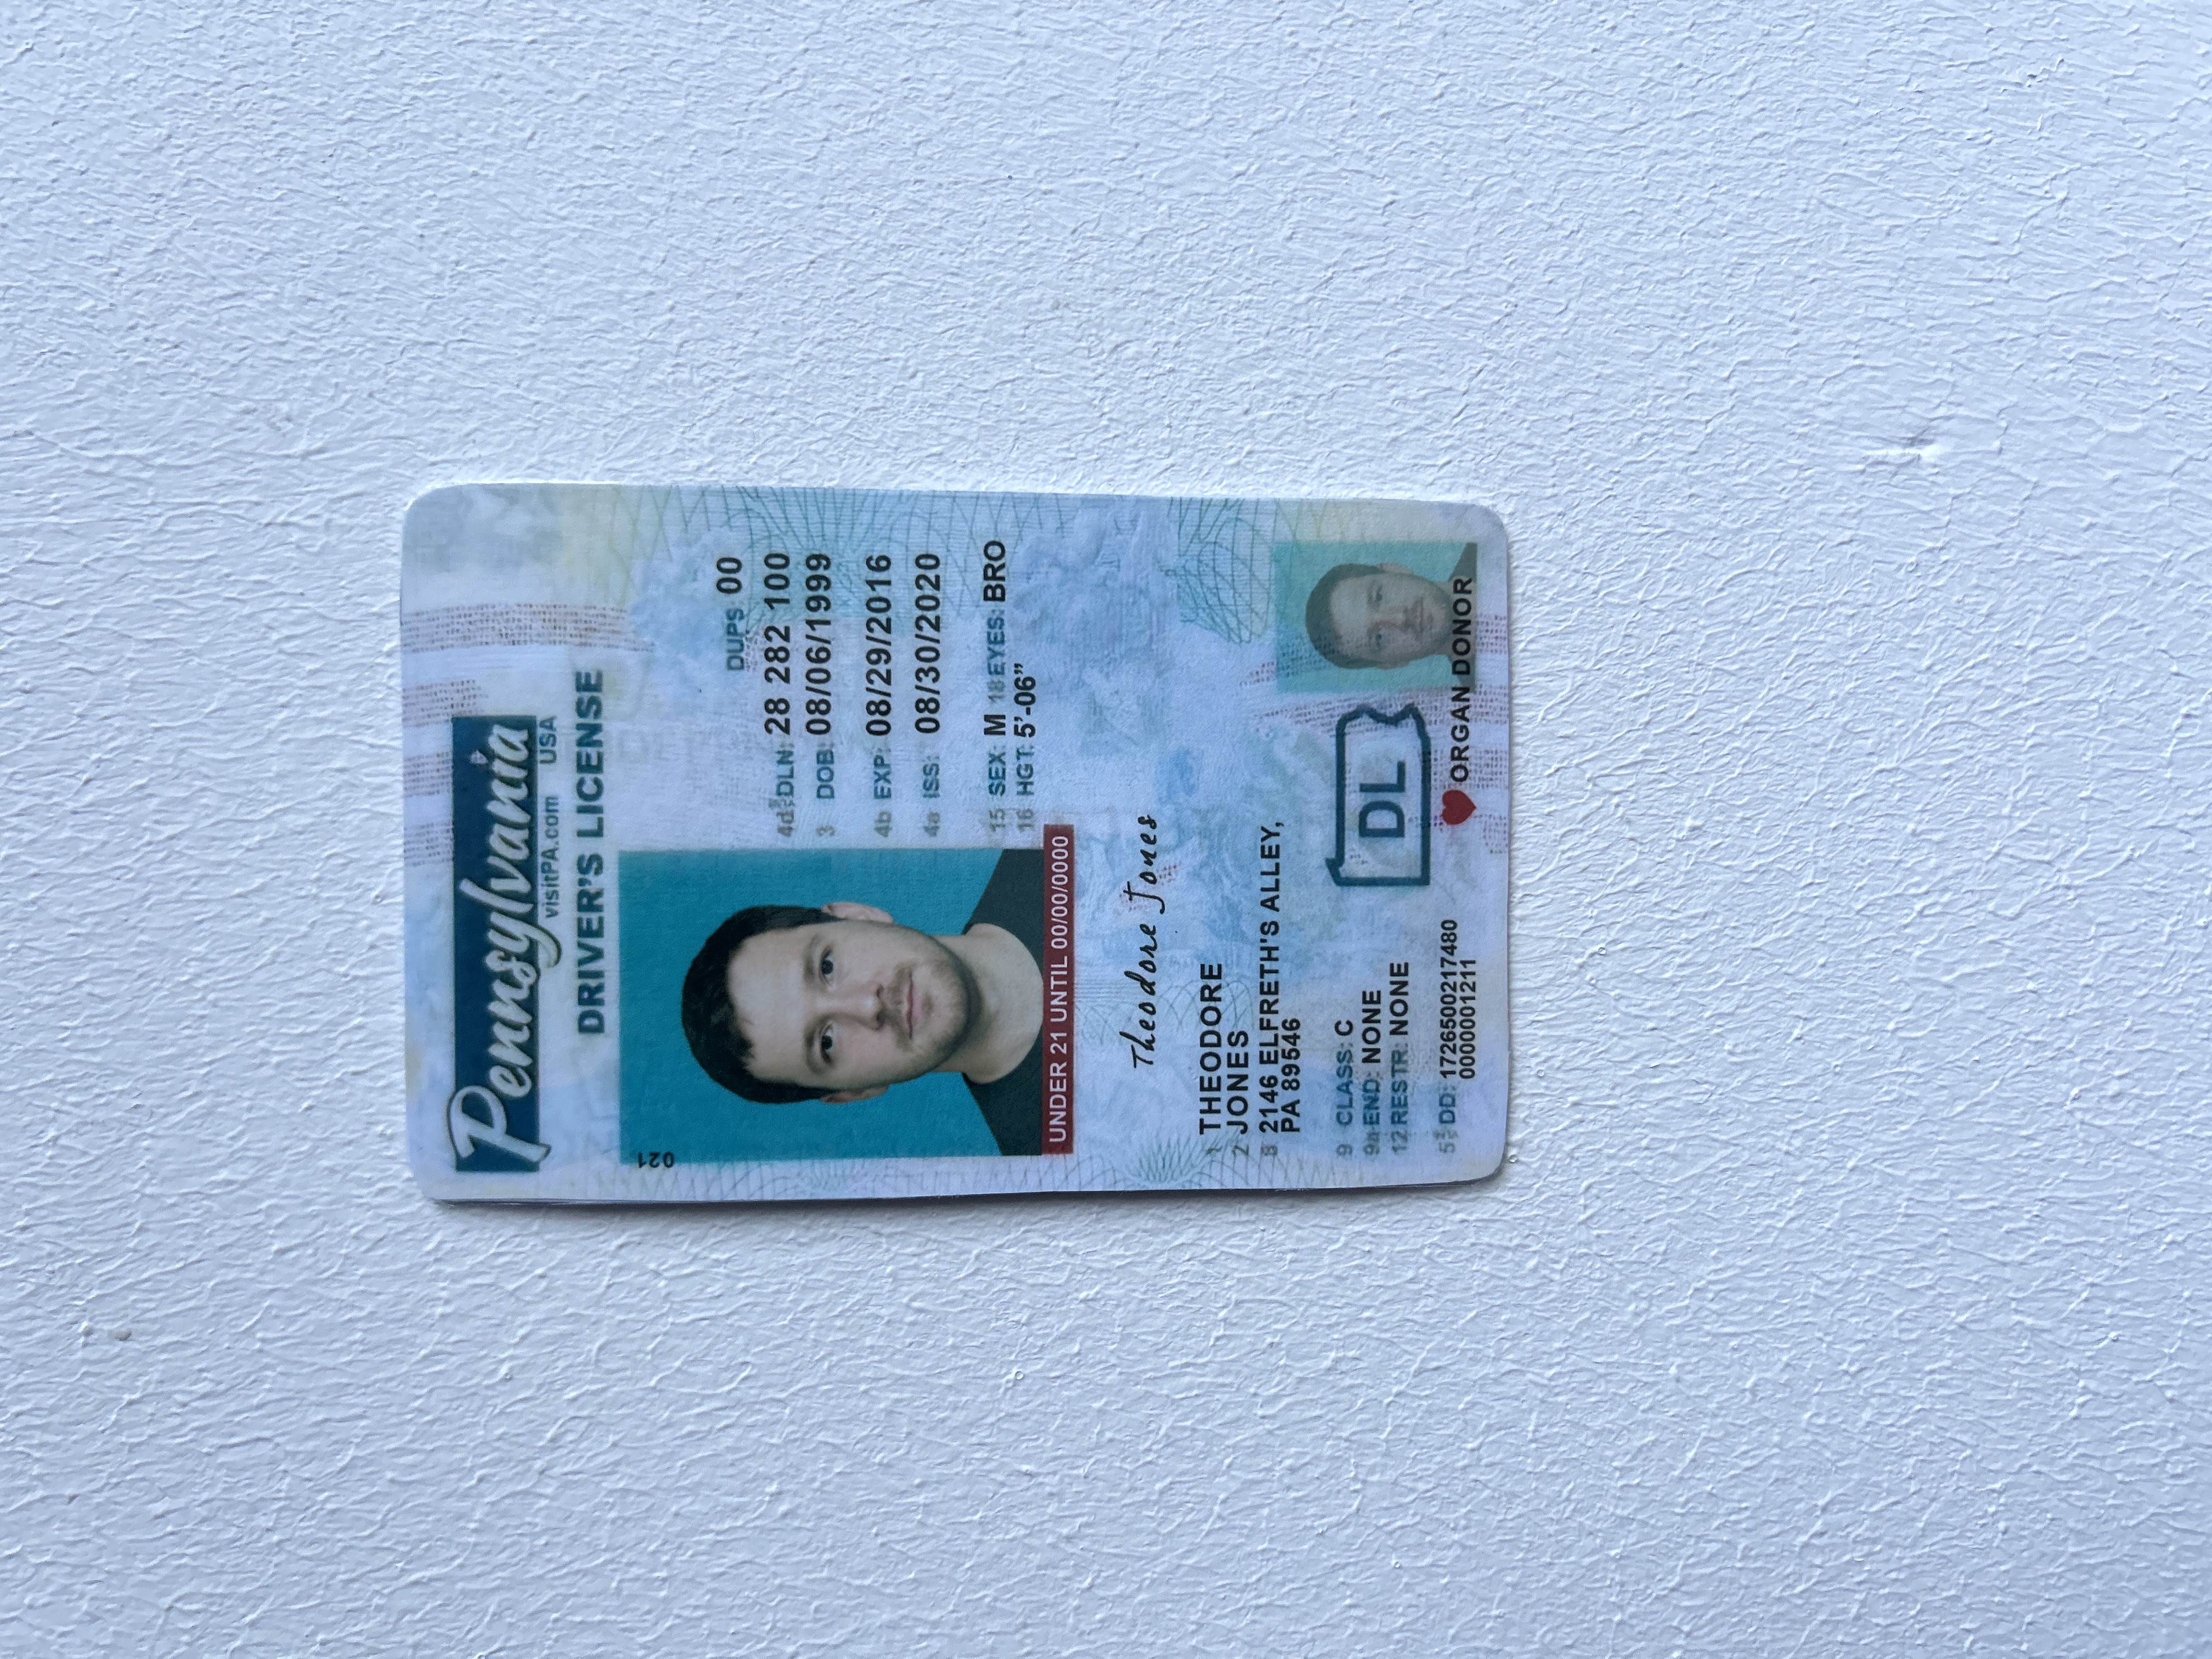 Pennsylvania
visitPA.com USA
DRIVER'S LICENSE
021
DUPS 00
4d DLN: 28 282 100
3 DOB: 08/06/1999
4b EXP: 08/29/2016
4a ISS: 08/30/2020
15 SEX: M 18 EYES: BRO
16 HGT: 5'-06”
UNDER 21 UNTIL 00/00/0000
Theodore Jones
1 THEODORE
2 JONES
8 2146 ELFRETH'S ALLEY,
PA 89546
9 CLASS: C
9a END: NONE
12 RESTR: NONE
DL
5 DD: 1726500217480
0000001211
ORGAN DONOR